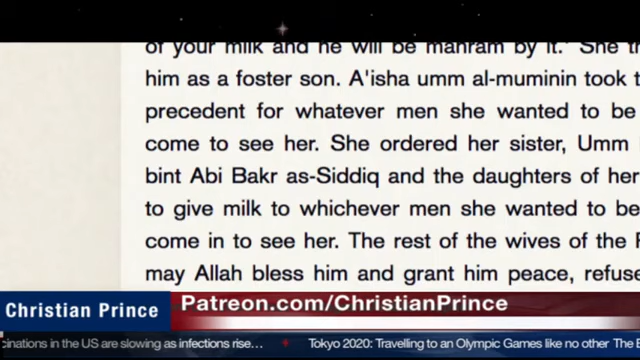 of your milk and he will be mahram by it." She
him as a foster son. A'isha umm al-muminin took
precedent for whatever men she wanted to be
come to see her. She ordered her sister, Umm
bint Abi Bakr as-Siddiq and the daughters of her
to give milk to whichever men she wanted to be
come in to see her. The rest of the wives of the
may Allah bless him and grant him peace, refuse
Christian Prince
Patreon.com/ChristianPrince
cinations in the US are slowing as infections rise… Tokyo 2020: Travelling to an Olympic Games like no other The